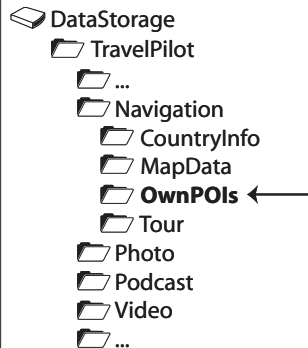 DataStorage
TravelPilot
...
Navigation
CountryInfo
MapData
OwnPOIs
Tour
Photo
Podcast
Video
...